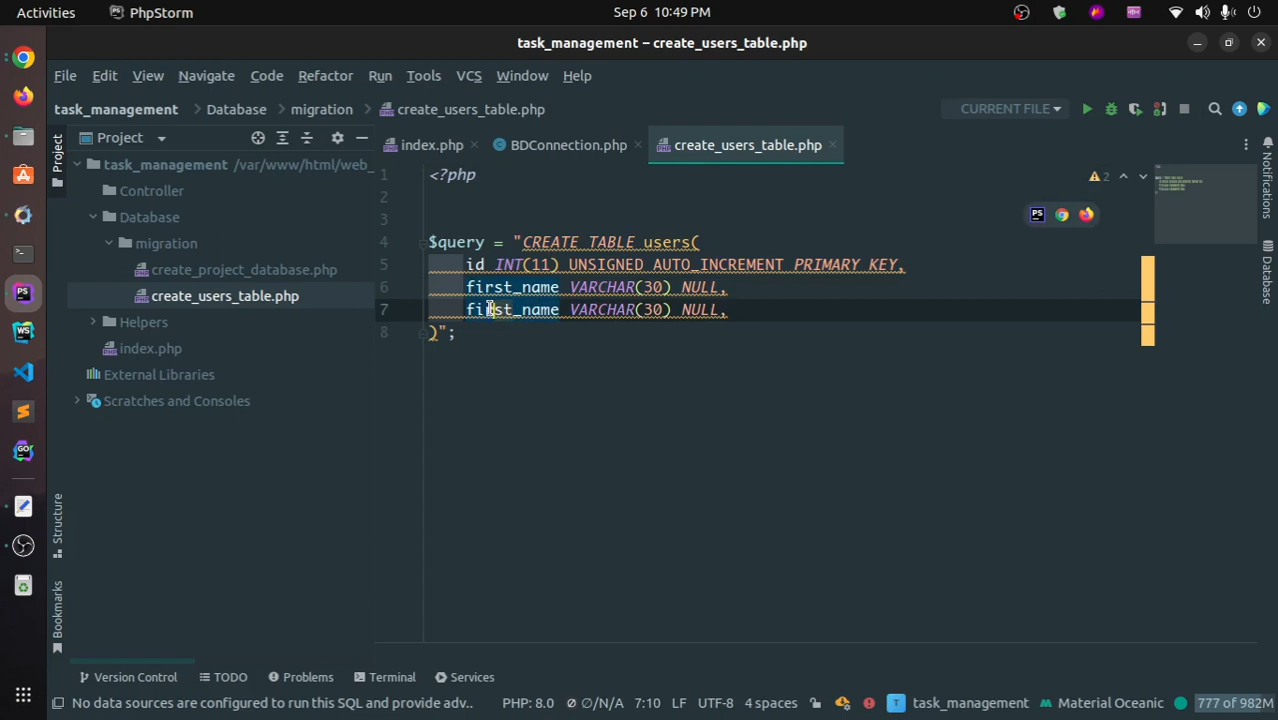 Activities
PhpStorm
Sep 6 10:49 PM
task_management – create_users_table.php
File Edit View Navigate Code Refactor Run Tools VCS Window Help
task_management Database migration create_users_table.php
CURRENT FILE
Project
index.php
BDConnection.php
create_users_table.php
Project
task_management /var/www/html/web_
Controller
Database
migration
create_project_database.php
create_users_table.php
Helpers
index.php
External Libraries
Scratches and Consoles
1 <?php
2
3
4 $query = "CREATE TABLE users(
5 id INT(11) UNSIGNED AUTO_INCREMENT PRIMARY KEY,
6 first_name VARCHAR(30) NULL,
7 first_name VARCHAR(30) NULL,
8 )";
2
Notifications
Database
Structure
Bookmarks
Version Control TODO Problems Terminal Services
No data sources are configured to run this SQL and provide adv.. PHP: 8.0 ∅/N/A 7:10 LF UTF-8 4 spaces T task_management Material Oceanic 777 of 982M